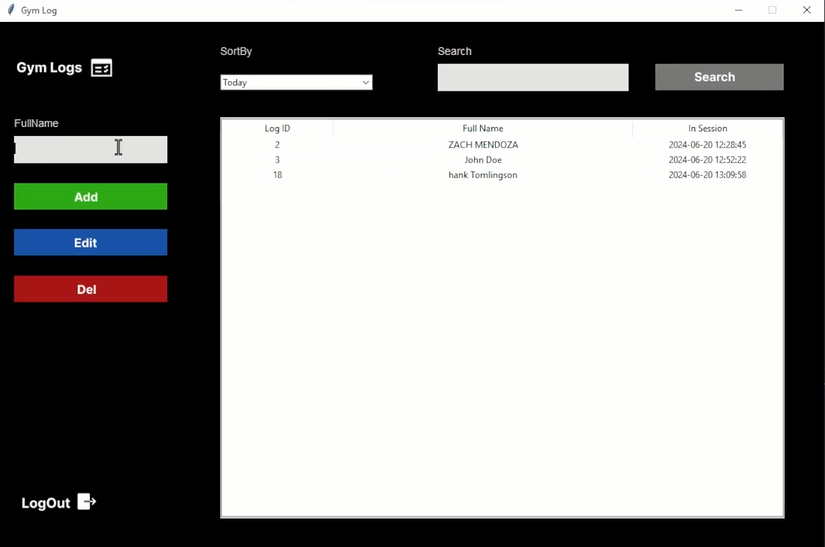 Gym Log
Gym Logs
SortBy
Search
Today
Search
FullName
Add
Edit
Del
Log ID Full Name In Session
2 ZACH MENDOZA 2024-06-20 12:28:45
3 John Doe 2024-06-20 12:52:22
18 hank Tomlingson 2024-06-20 13:09:58
LogOut